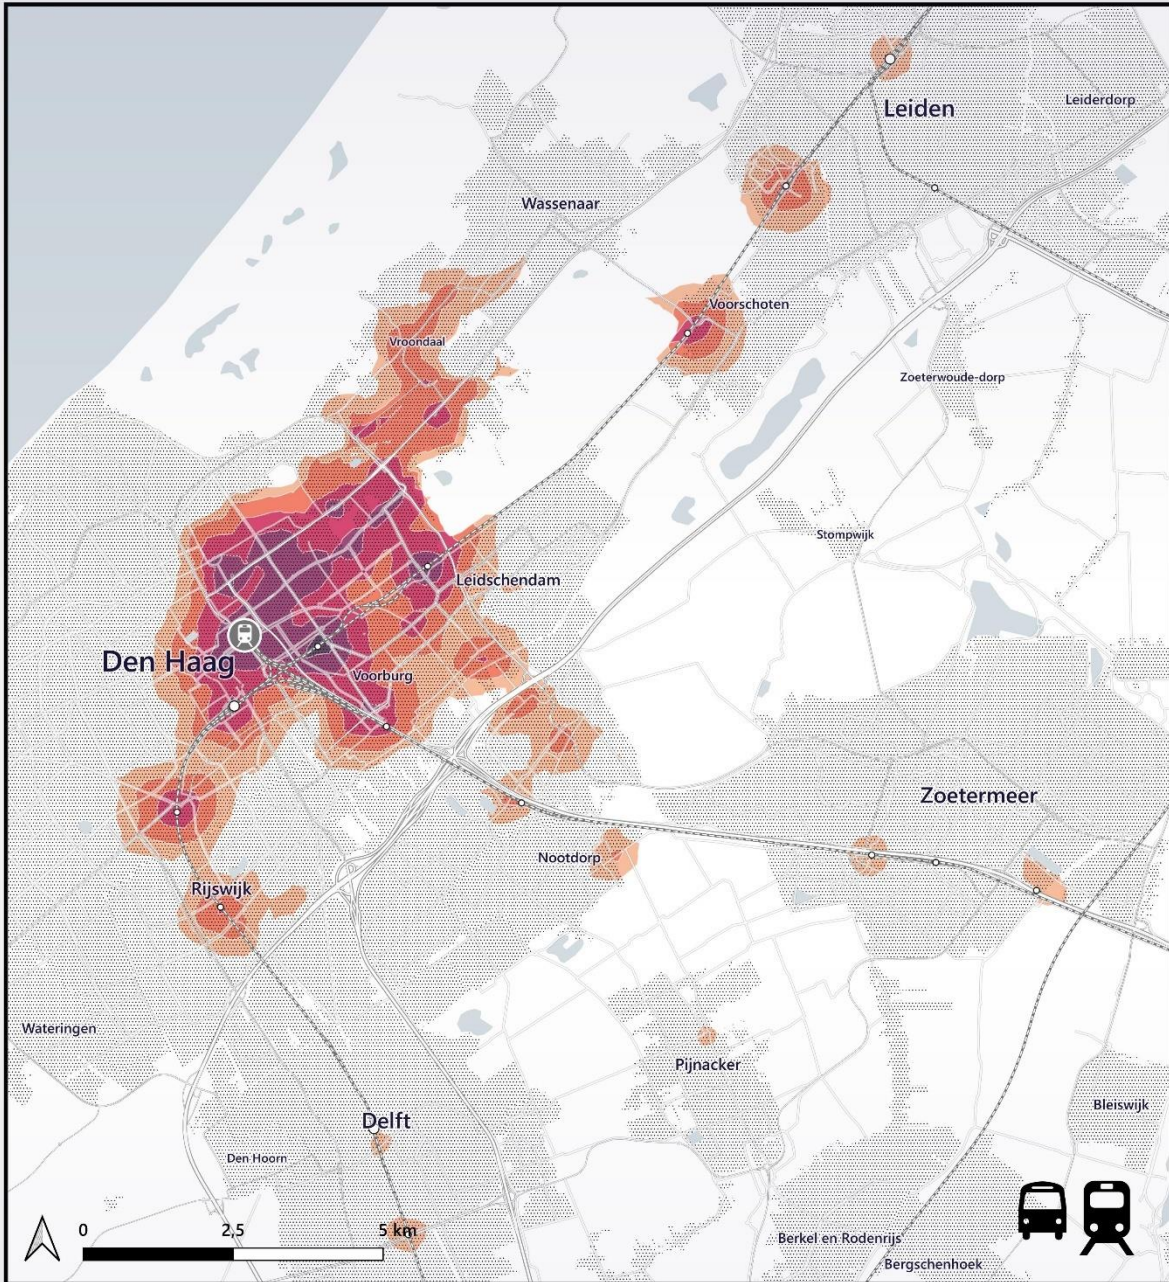 Leiden
Leiderdorp
Wassenaar
Voorschoten
Vroondaal
Zoeterwoude-dorp
Stompwijk
Leidschendam
Den Haag
Voorburg
Zoetermeer
Nootdorp
Rijswijk
Wateringen
Pijnacker
Bleiswijk
Delft
Den Hoorn
0 2,5 5 km
Berkel en Rodenrijs
Bergschenhoek